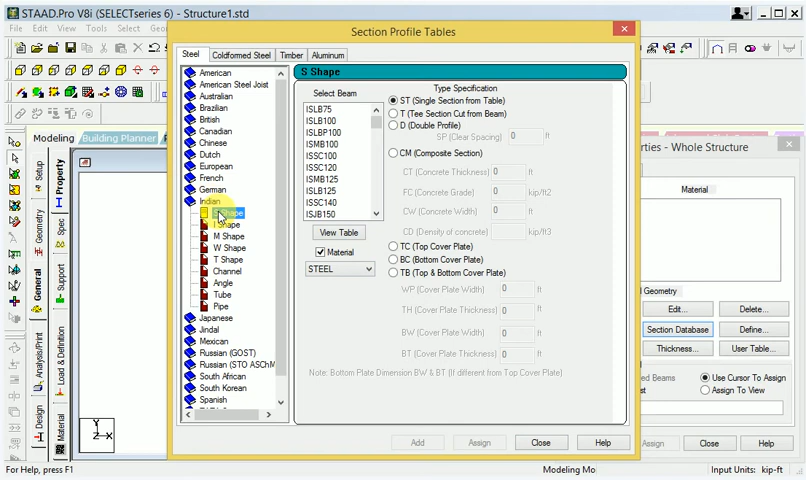 STAAD.Pro V8i (SELECTseries 6) - Structure1.std
File Edit View Tools Select
Section Profile Tables
Steel Coldformed Steel Timber Aluminum
American
American Steel Joist
Australian
Brazilian
British
Canadian
Chinese
Dutch
European
French
German
Indian
S Shape
I Shape
M Shape
W Shape
T Shape
Channel
Angle
Tube
Pipe
Japanese
Jindal
Mexican
Russian (GOST)
Russian (STO ASChM
South African
South Korean
Spanish
S Shape
Select Beam
ISLB75
ISLB100
ISLBP100
ISMB100
ISSC100
ISSC120
ISMB125
ISLB125
ISSC140
ISJB150
View Table
Material
STEEL
Type Specification
ST (Single Section from Table)
T (Tee Section Cut from Beam)
D (Double Profile)
SP (Clear Spacing) 0 ft
CM (Composite Section)
CT (Concrete Thickness) 0 ft
FC (Concrete Grade) 0 kip/ft2
CW (Concrete Width) 0 ft
CD (Density of concrete) kip/ft3
TC (Top Cover Plate)
BC (Bottom Cover Plate)
TB (Top & Bottom Cover Plate)
WP (Cover Plate Width) 0 ft
TH (Cover Plate Thickness) 0 ft
BW (Cover Plate Width) 0 ft
BT (Cover Plate Thickness) 0 ft
Note: Bottom Plate Dimension BW & BT (If different from Top Cover Plate)
Add Assign Close Help
Modeling Building Planner
Setup
Geometry
General
Analysis/Print
Design
Property
Spec
Support
Load & Definition
Material
Y
Z X
erties - Whole Structure
Material
Geometry
Edit... Delete...
Section Database Define...
Thickness... User Table...
ed Beams Use Cursor To Assign
st Assign To View
Assign Close Help
For Help, press F1
Modeling Mo
Input Units: kip-ft